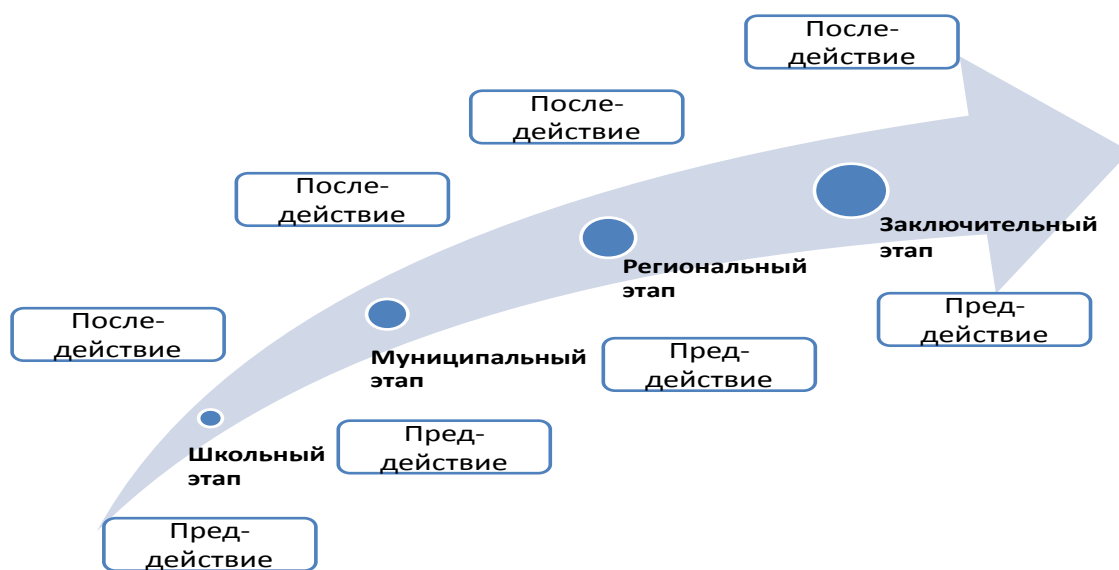 После-
действие
После-
действие
После-
действие
После-
действие
Заключительный
этап
Региональный
этап
Муниципальный
этап
Школьный
этап
Пред-
действие
Пред-
действие
Пред-
действие
Пред-
действие